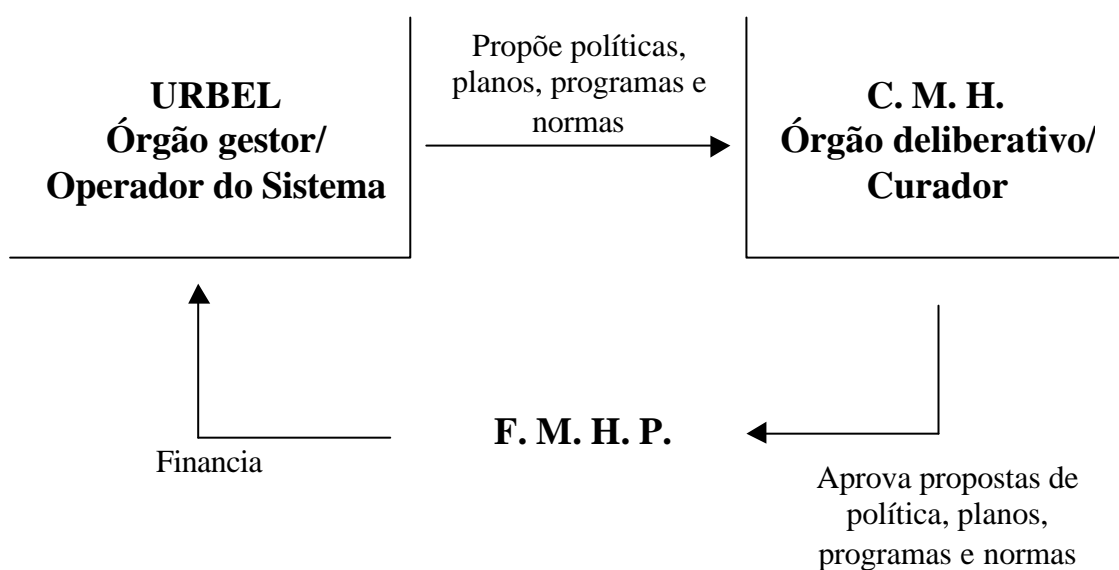 URBEL
Órgão gestor/
Operador do Sistema
Propõe políticas,
planos, programas e
normas
C. M. H.
Órgão deliberativo/
Curador
F. M. H. P.
Financia
Aprova propostas de
política, planos,
programas e normas